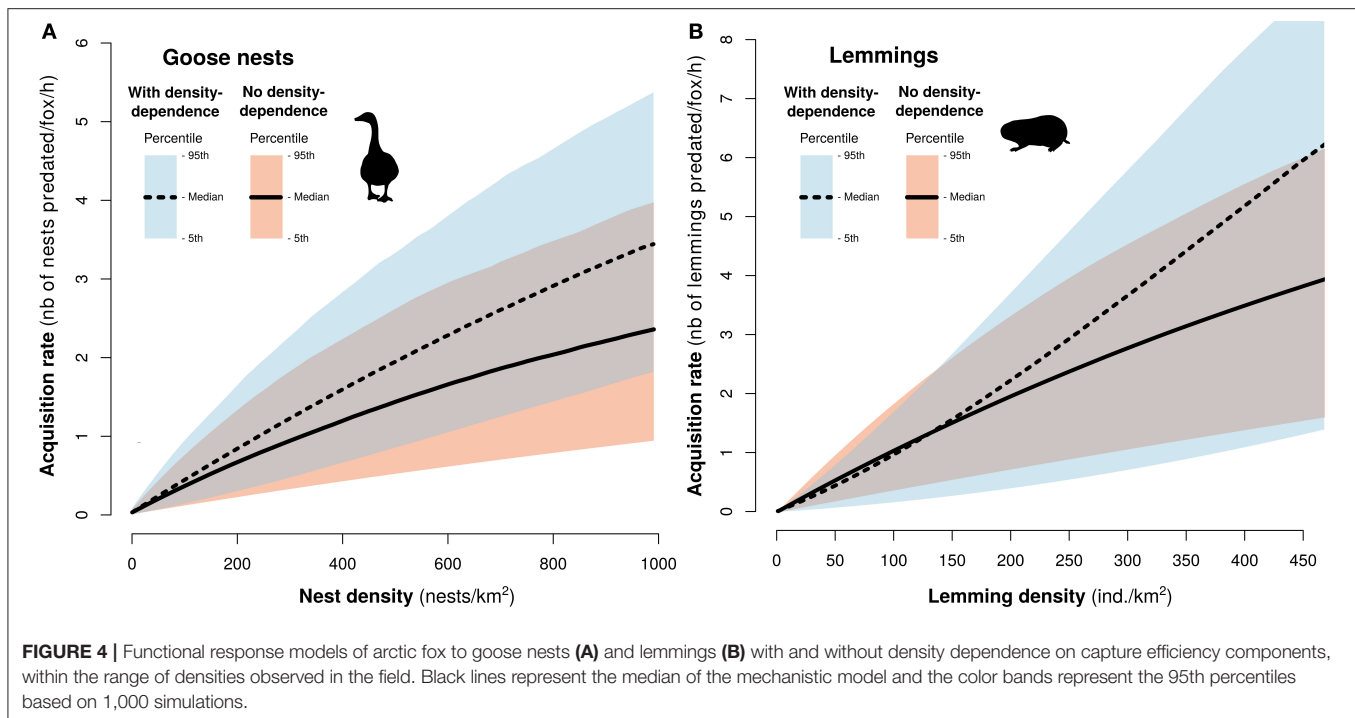 A
Goose nests
With density-
dependence
No density-
dependence
Percentile
Percentile
- 95th
- Median
- 5th
- 95th
- Median
- 5th
Acquisition rate (nb of nests predated/fox/h)
6
5
4
3
2
1
0
0 200 400 600 800 1000
Nest density (nests/km²)
B
Lemmings
With density-
dependence
No density-
dependence
Percentile
Percentile
- 95th
- Median
- 5th
- 95th
- Median
- 5th
Acquisition rate (nb of lemmings predated/fox/h)
8
7
6
5
4
3
2
1
0
0 50 100 150 200 250 300 350 400 450
Lemming density (ind./km²)
FIGURE 4 | Functional response models of arctic fox to goose nests (A) and lemmings (B) with and without density dependence on capture efficiency components,
within the range of densities observed in the field. Black lines represent the median of the mechanistic model and the color bands represent the 95th percentiles
based on 1,000 simulations.